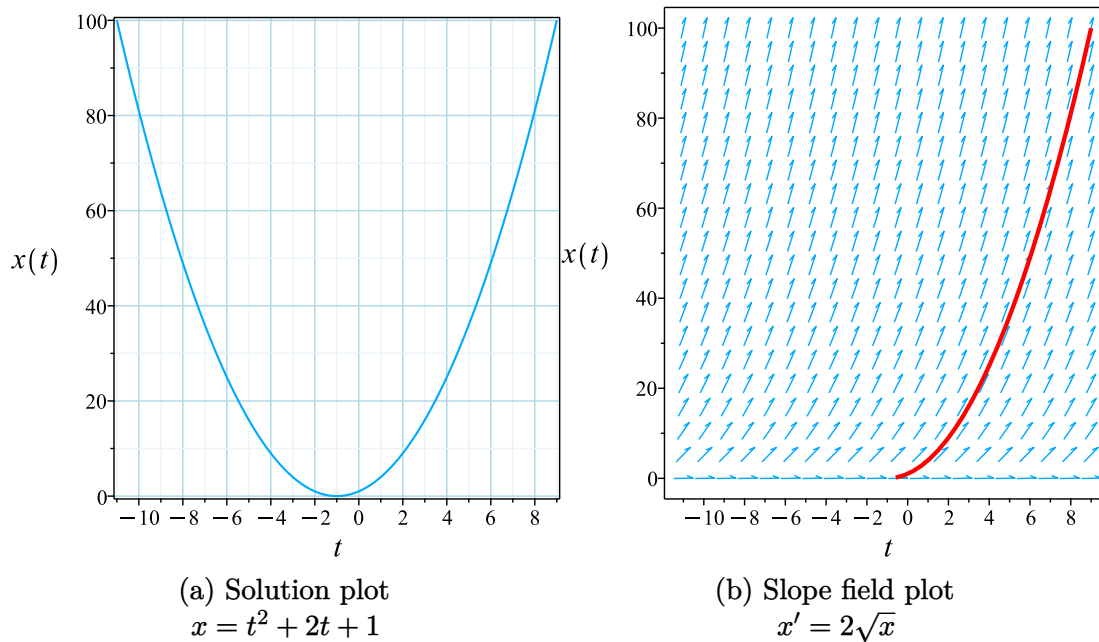 100
80
60
x(t)
40
20
0
−10 −8 −6 −4 −2 0 2 4 6 8
t
(a) Solution plot
x = t² + 2t + 1
100
80
60
x(t)
40
20
0
−10 −8 −6 −4 −2 0 2 4 6 8
t
(b) Slope field plot
x′ = 2√x